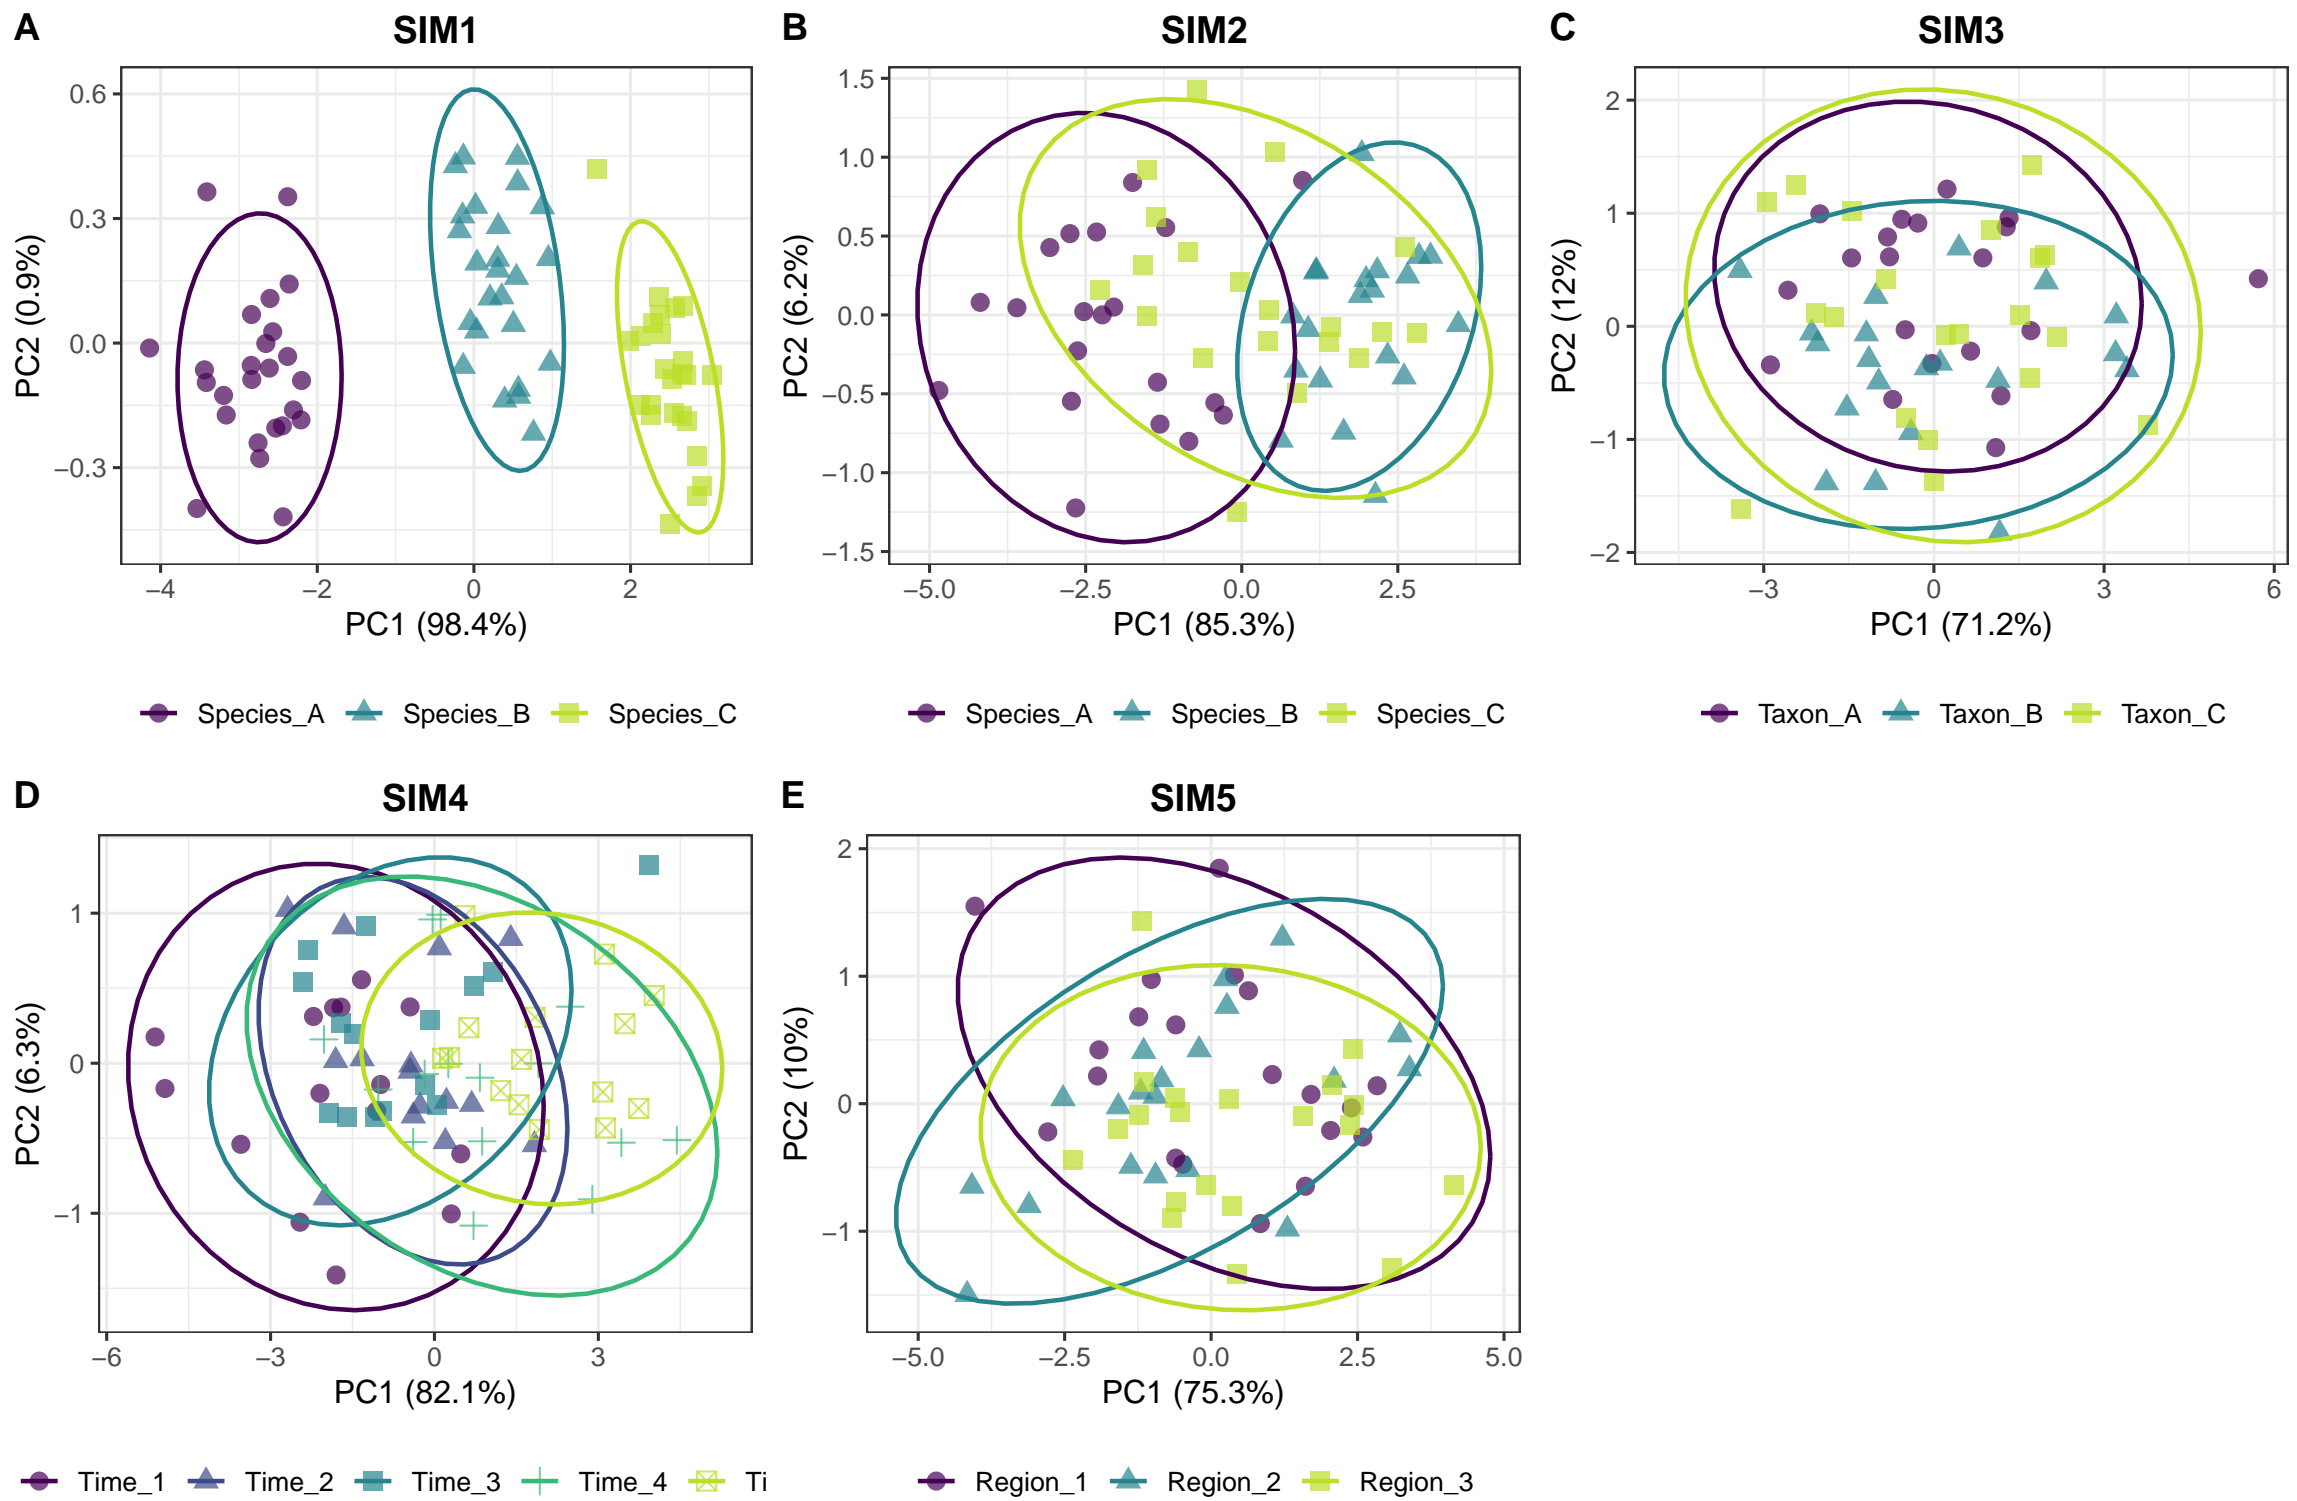 A SIM1
PC2 (0.9%)
0.6
0.3
0.0
−0.3
−4 −2 0 2
PC1 (98.4%)
Species_A Species_B Species_C
B SIM2
PC2 (6.2%)
1.5
1.0
0.5
0.0
−0.5
−1.0
−1.5
−5.0 −2.5 0.0 2.5
PC1 (85.3%)
Species_A Species_B Species_C
C SIM3
PC2 (12%)
2
1
0
−1
−2
−3 0 3 6
PC1 (71.2%)
Taxon_A Taxon_B Taxon_C
D SIM4
PC2 (6.3%)
1
0
−1
−6 −3 0 3
PC1 (82.1%)
Time_1 Time_2 Time_3 Time_4 Ti
E SIM5
PC2 (10%)
2
1
0
−1
−5.0 −2.5 0.0 2.5 5.0
PC1 (75.3%)
Region_1 Region_2 Region_3